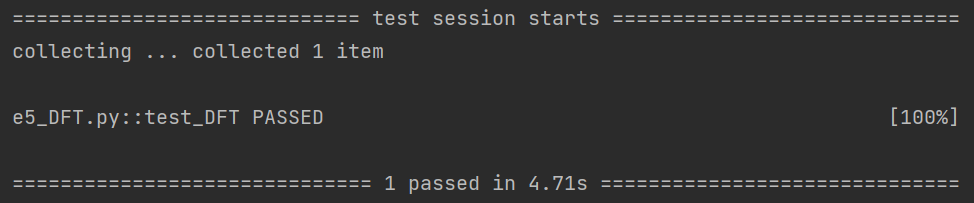 ============================= test session starts =============================
collecting ... collected 1 item
e5_DFT.py::test_DFT PASSED [100%]
============================== 1 passed in 4.71s ==============================